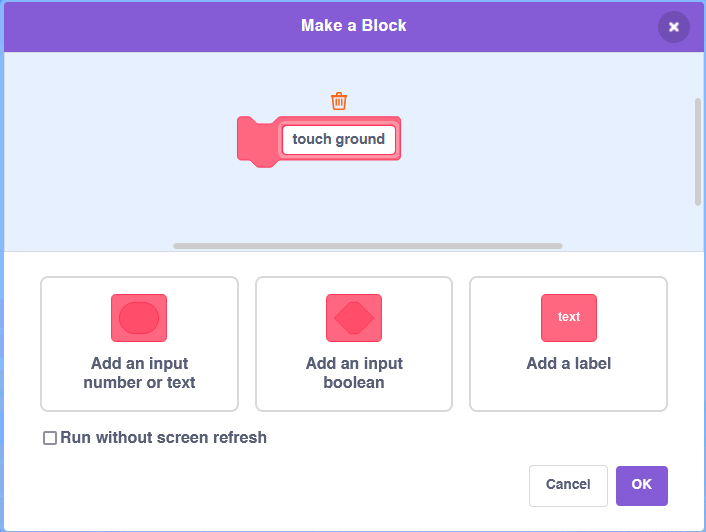 Make a Block
touch ground
text
Add an input
number or text
Add an input
boolean
Add a label
Run without screen refresh
Cancel
OK